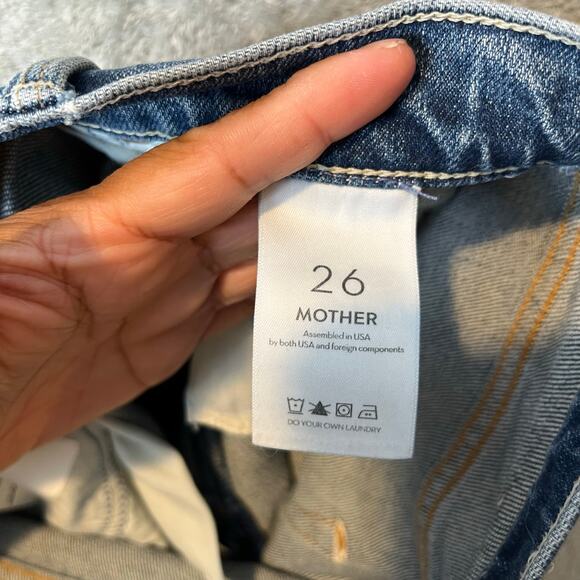 26
MOTHER
Assembled in USA
by both USA and foreign components
DO YOUR OWN LAUNDRY